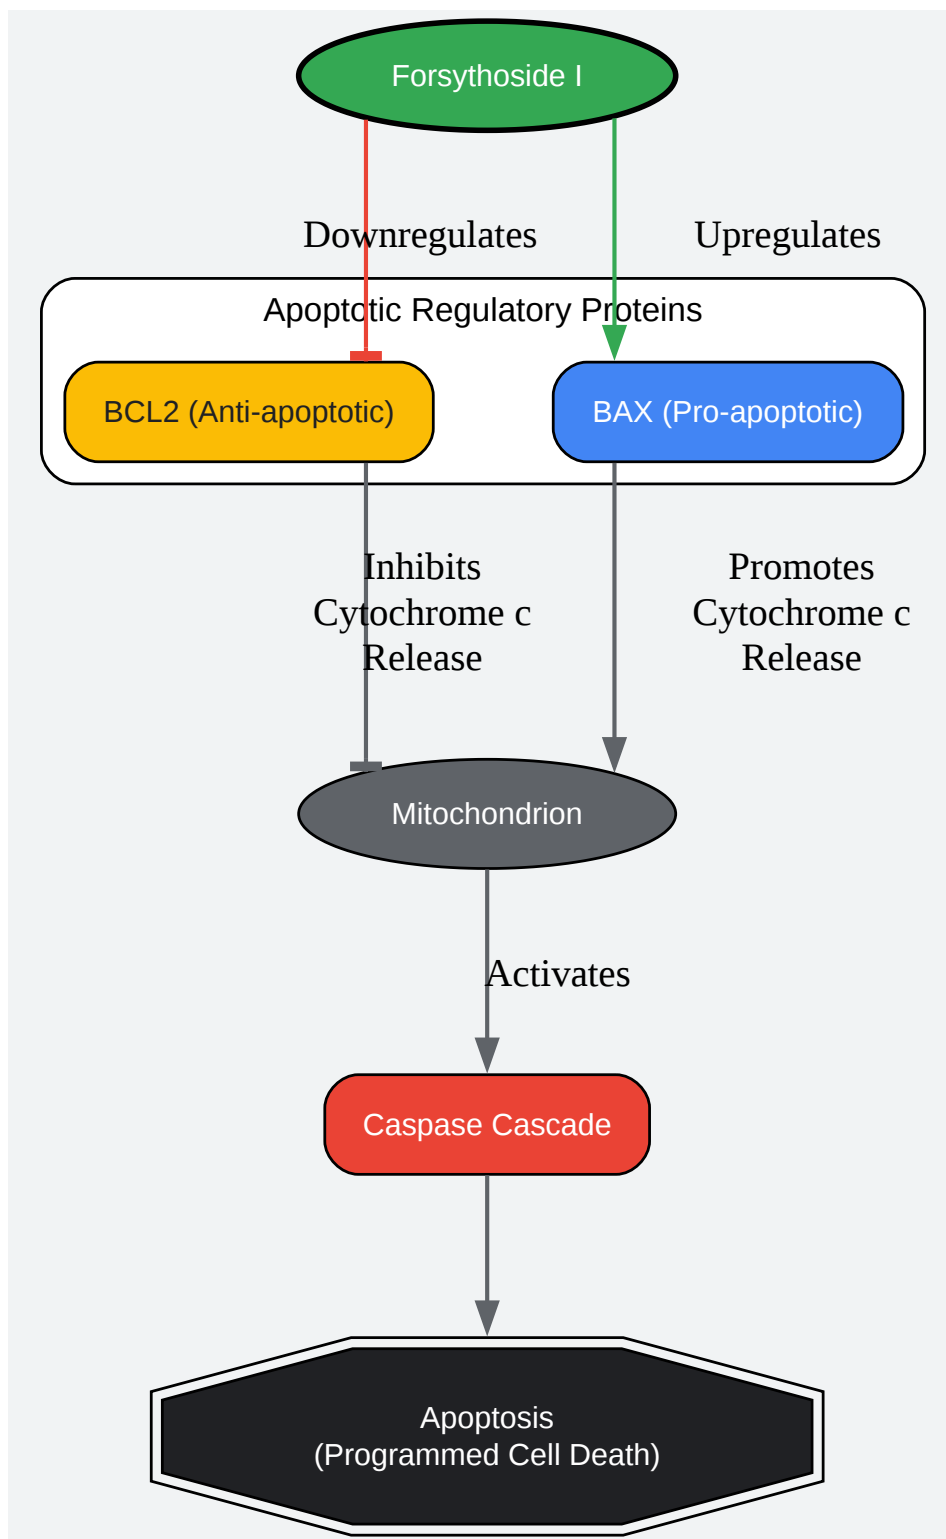 Forsythoside I
Downregulates
Upregulates
Apoptotic Regulatory Proteins
BCL2 (Anti-apoptotic)
BAX (Pro-apoptotic)
Inhibits
Cytochrome c
Release
Promotes
Cytochrome c
Release
Mitochondrion
Activates
Caspase Cascade
Apoptosis
(Programmed Cell Death)